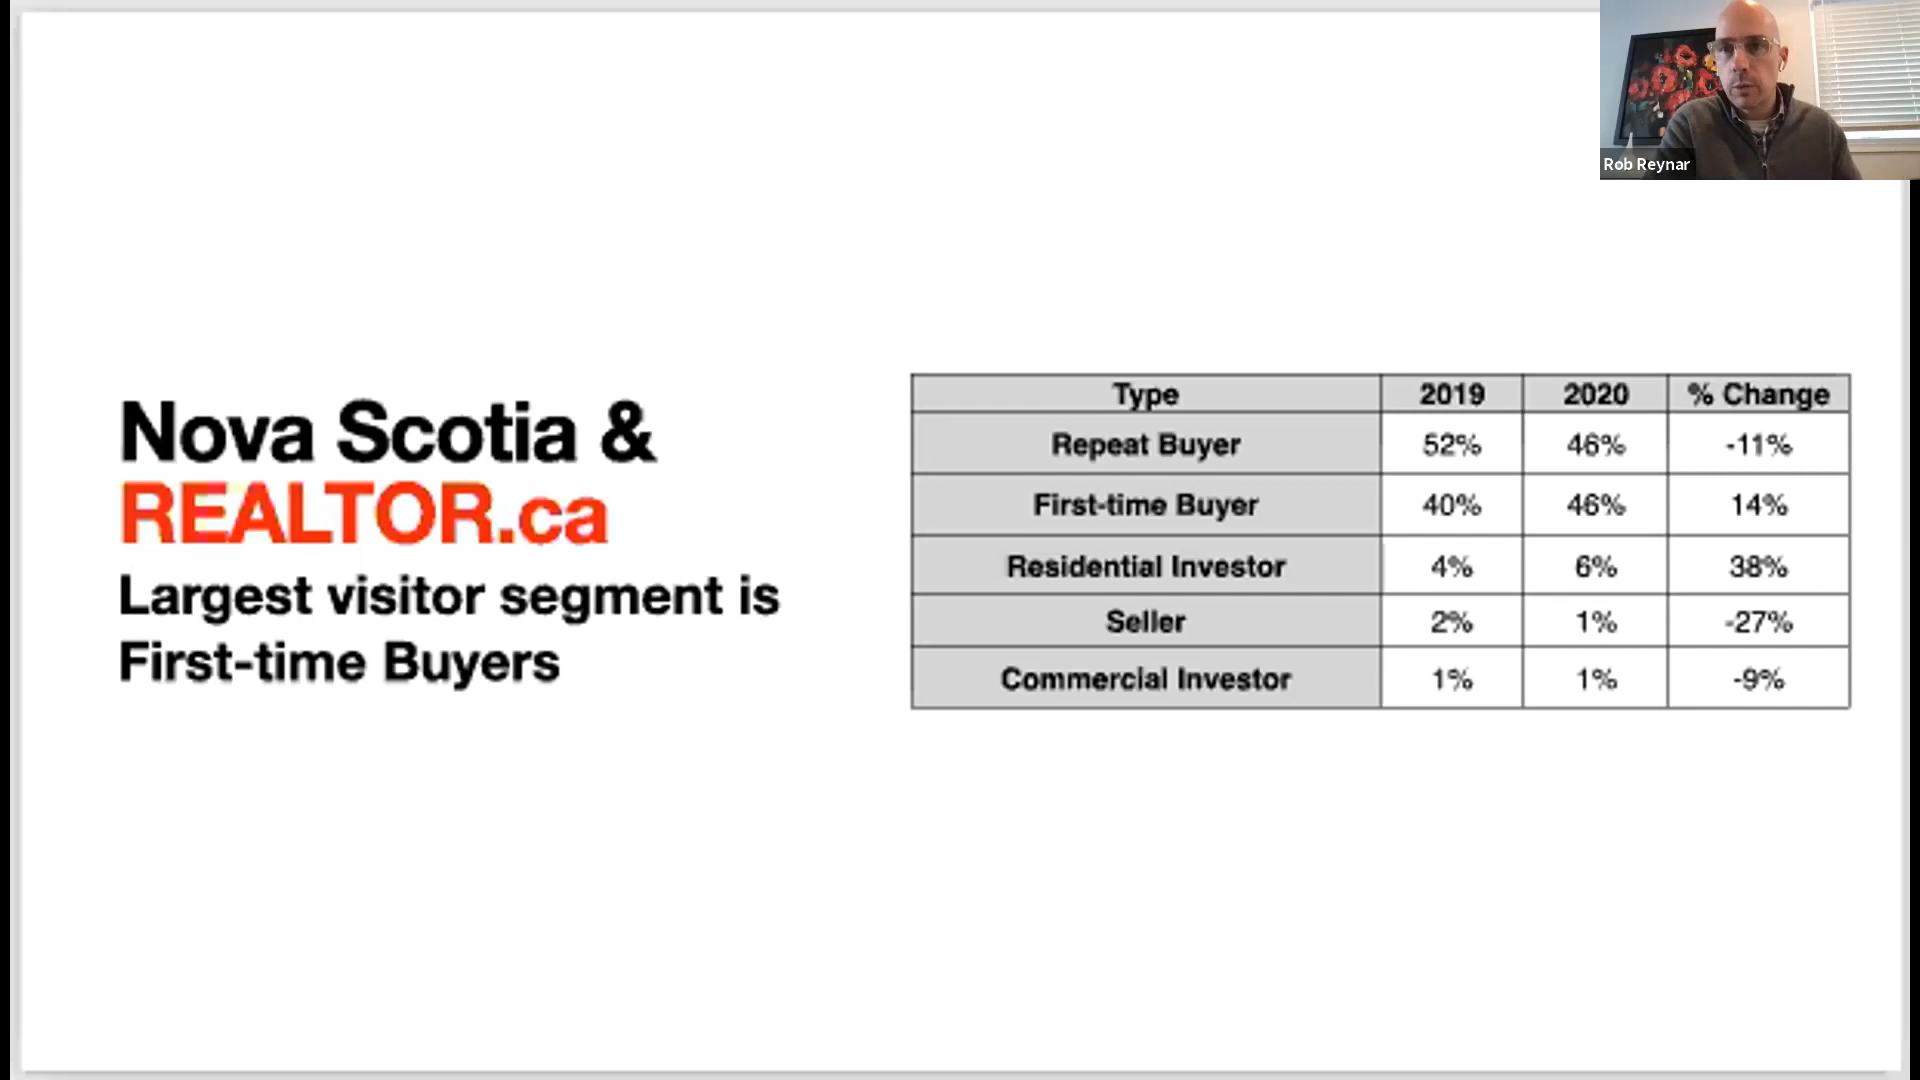 Rob Reynar
Nova Scotia &
REALTOR.ca
Largest visitor segment is
First-time Buyers
Type 2019 2020 % Change
Repeat Buyer 52% 46% -11%
First-time Buyer 40% 46% 14%
Residential Investor 4% 6% 38%
Seller 2% 1% -27%
Commercial Investor 1% 1% -9%